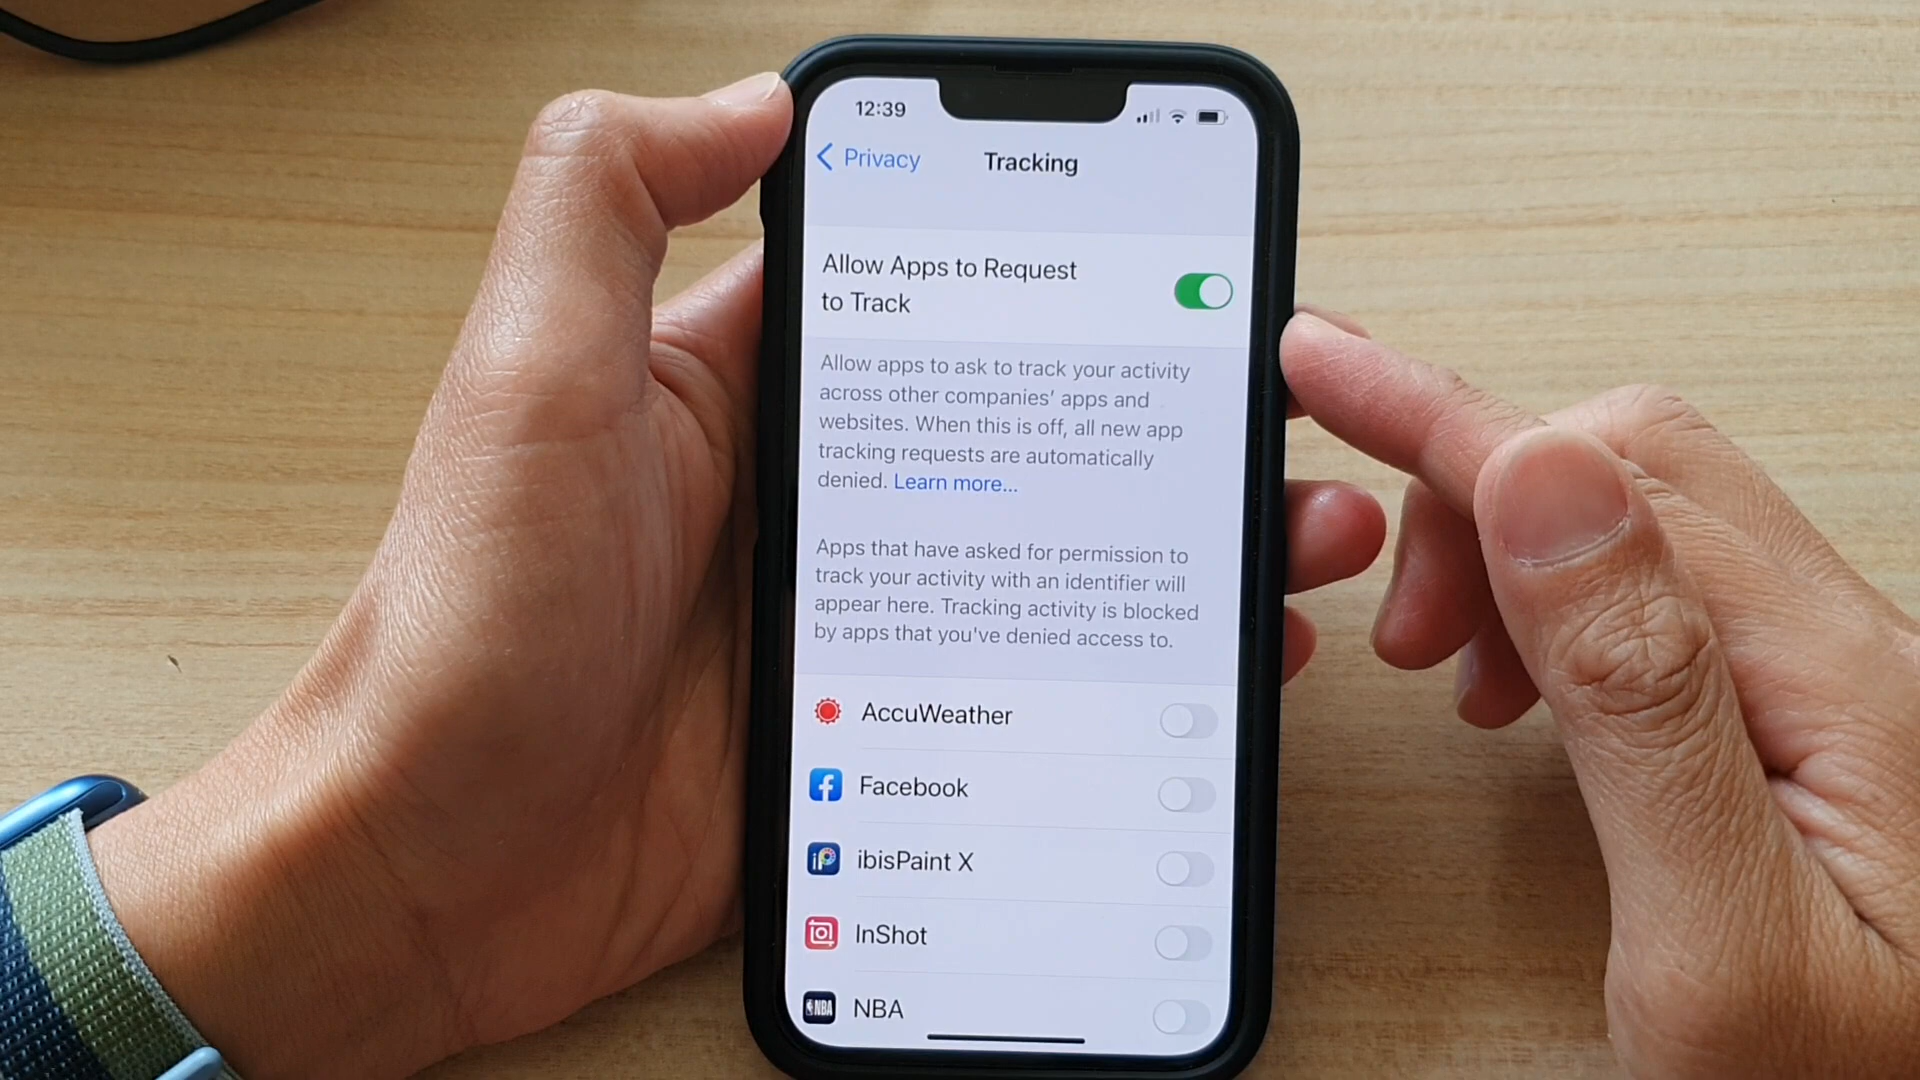 12:39
Privacy
Tracking
Allow Apps to Request
to Track
Allow apps to ask to track your activity
across other companies' apps and
websites. When this is off, all new app
tracking requests are automatically
denied. Learn more...
Apps that have asked for permission to
track your activity with an identifier will
appear here. Tracking activity is blocked
by apps that you've denied access to.
AccuWeather
f Facebook
iP ibisPaint X
InShot
NBA NBA